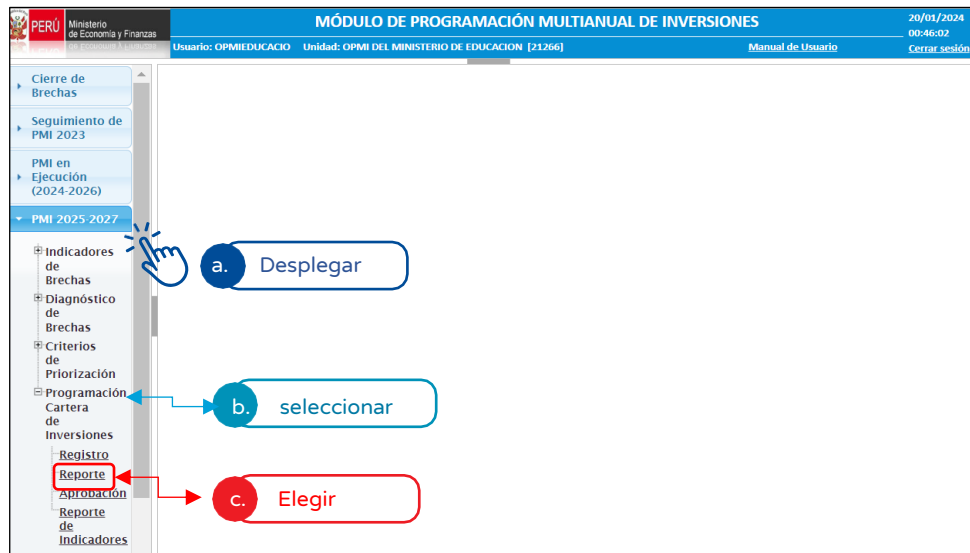 PERÚ
Ministerio
de Economía y Finanzas
MÓDULO DE PROGRAMACIÓN MULTIANUAL DE INVERSIONES
20/01/2024
00:46:02
Usuario: OPMIEDUCACIO Unidad: OPMI DEL MINISTERIO DE EDUCACION [21266]
Manual de Usuario
Cerrar sesión
Cierre de
Brechas
Seguimiento de
PMI 2023
PMI en
Ejecución
(2024-2026)
PMI 2025-2027
Indicadores
de
Brechas
Diagnóstico
de
Brechas
Criterios
de
Priorización
Programación
Cartera
de
Inversiones
Registro
Reporte
Aprobación
Reporte
de
Indicadores
a. Desplegar
b. seleccionar
c. Elegir